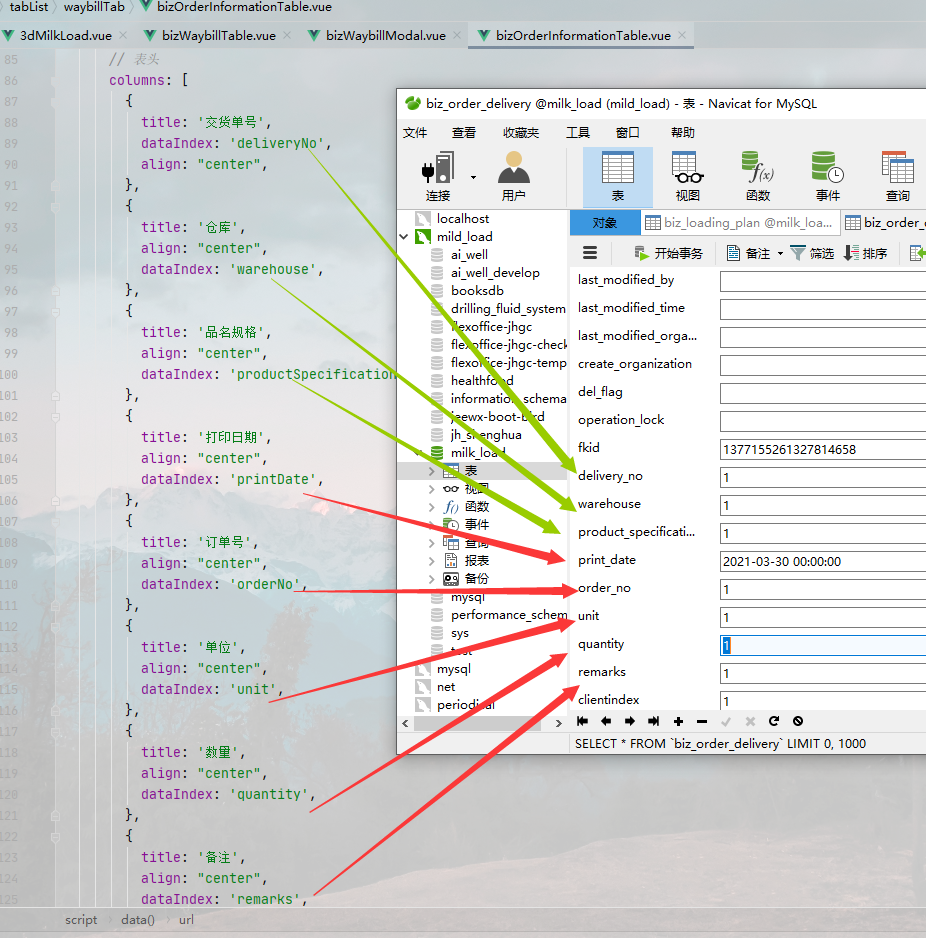 tabList
waybillTab
bizOrderInformationTable.vue
3dMilkLoad.vue
bizWaybillTable.vue
bizWaybillModal.vue
bizOrderInformationTable.vue
85 // 表头
86 columns: [
87 {
88 title: '交货单号',
89 dataIndex: 'deliveryNo',
90 align: "center",
91 },
92 {
93 title: '仓库',
94 align: "center",
95 dataIndex: 'warehouse',
96 },
97 {
98 title: '品名规格',
99 align: "center",
100 dataIndex: 'productSpecification
101 },
102 {
103 title: '打印日期',
104 align: "center",
105 dataIndex: 'printDate',
106 },
107 {
108 title: '订单号',
109 align: "center",
110 dataIndex: 'orderNo',
111 },
112 {
113 title: '单位',
114 align: "center",
115 dataIndex: 'unit',
116 },
117 {
118 title: '数量',
119 align: "center",
120 dataIndex: 'quantity',
121 },
122 {
123 title: '备注',
124 align: "center",
125 dataIndex: 'remarks',
script
data()
url
biz_order_delivery @milk_load (mild_load) - 表 - Navicat for MySQL
文件 查看 收藏夹 工具 窗口 帮助
连接 用户 表 视图 函数 事件 查询
localhost
mild_load
ai_well
ai_well_develop
booksdb
drilling_fluid_system
flexoffice-jhgc
flexoffice-jhgc-check
flexoffice-jhgc-temp
healthfood
information_schema
jeewx-boot-bird
jh_shenghua
milk_load
表
视图
函数
事件
查询
报表
备份
mysql
performance_schem
sys
test
mysql
net
periodical
对象
biz_loading_plan @milk_loa...
biz_order_
开始事务 备注 筛选 排序
last_modified_by
last_modified_time
last_modified_orga...
create_organization
del_flag
operation_lock
fkid 1377155261327814658
delivery_no 1
warehouse 1
product_specificati... 1
print_date 2021-03-30 00:00:00
order_no 1
unit 1
quantity 1
remarks 1
clientindex 1
SELECT * FROM `biz_order_delivery` LIMIT 0, 1000